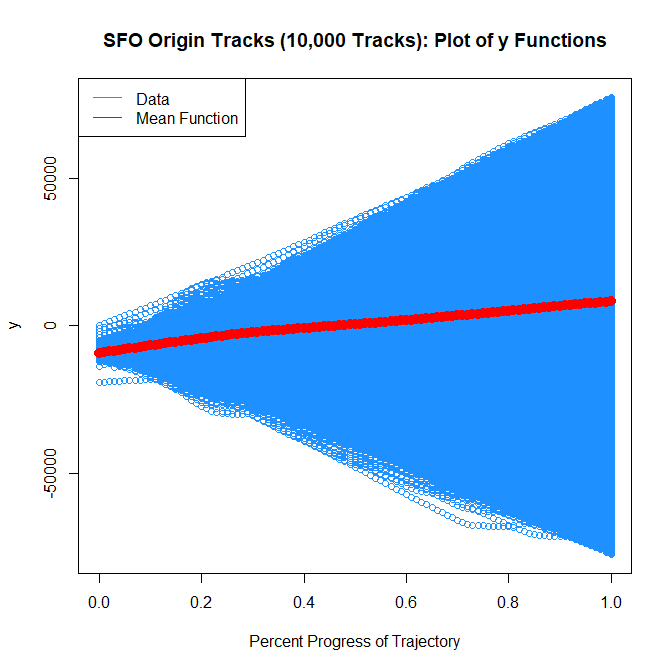 SFO Origin Tracks (10,000 Tracks): Plot of y Functions
Data
Mean Function
50000
0
-50000
y
0.0 0.2 0.4 0.6 0.8 1.0
Percent Progress of Trajectory